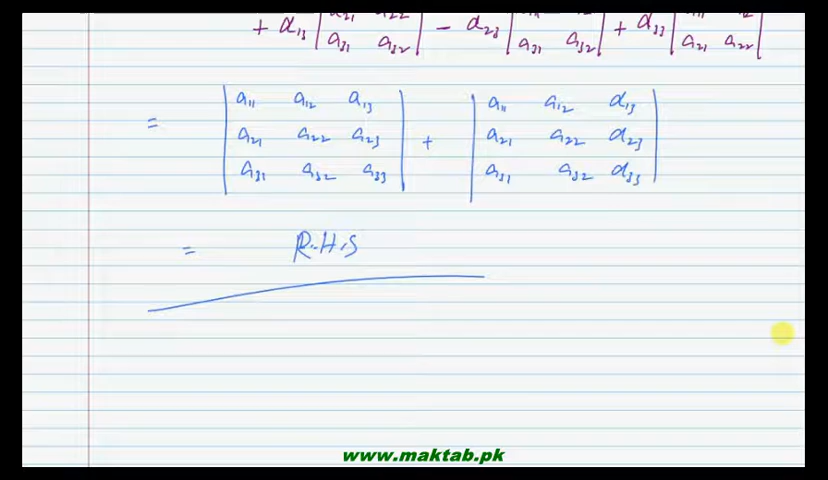 + α₁₃ | a₂₁ a₂₂ | − α₂₃ | a₁₁ a₁₂ | + α₃₃ | a₁₁ a₁₂ |
| a₃₁ a₃₂ | | a₃₁ a₃₂ | | a₂₁ a₂₂ |
| a₁₁ a₁₂ a₁₃ | | a₁₁ a₁₂ α₁₃ |
= | a₂₁ a₂₂ a₂₃ | + | a₂₁ a₂₂ α₂₃ |
| a₃₁ a₃₂ a₃₃ | | a₃₁ a₃₂ α₃₃ |
= R.H.S
www.maktab.pk